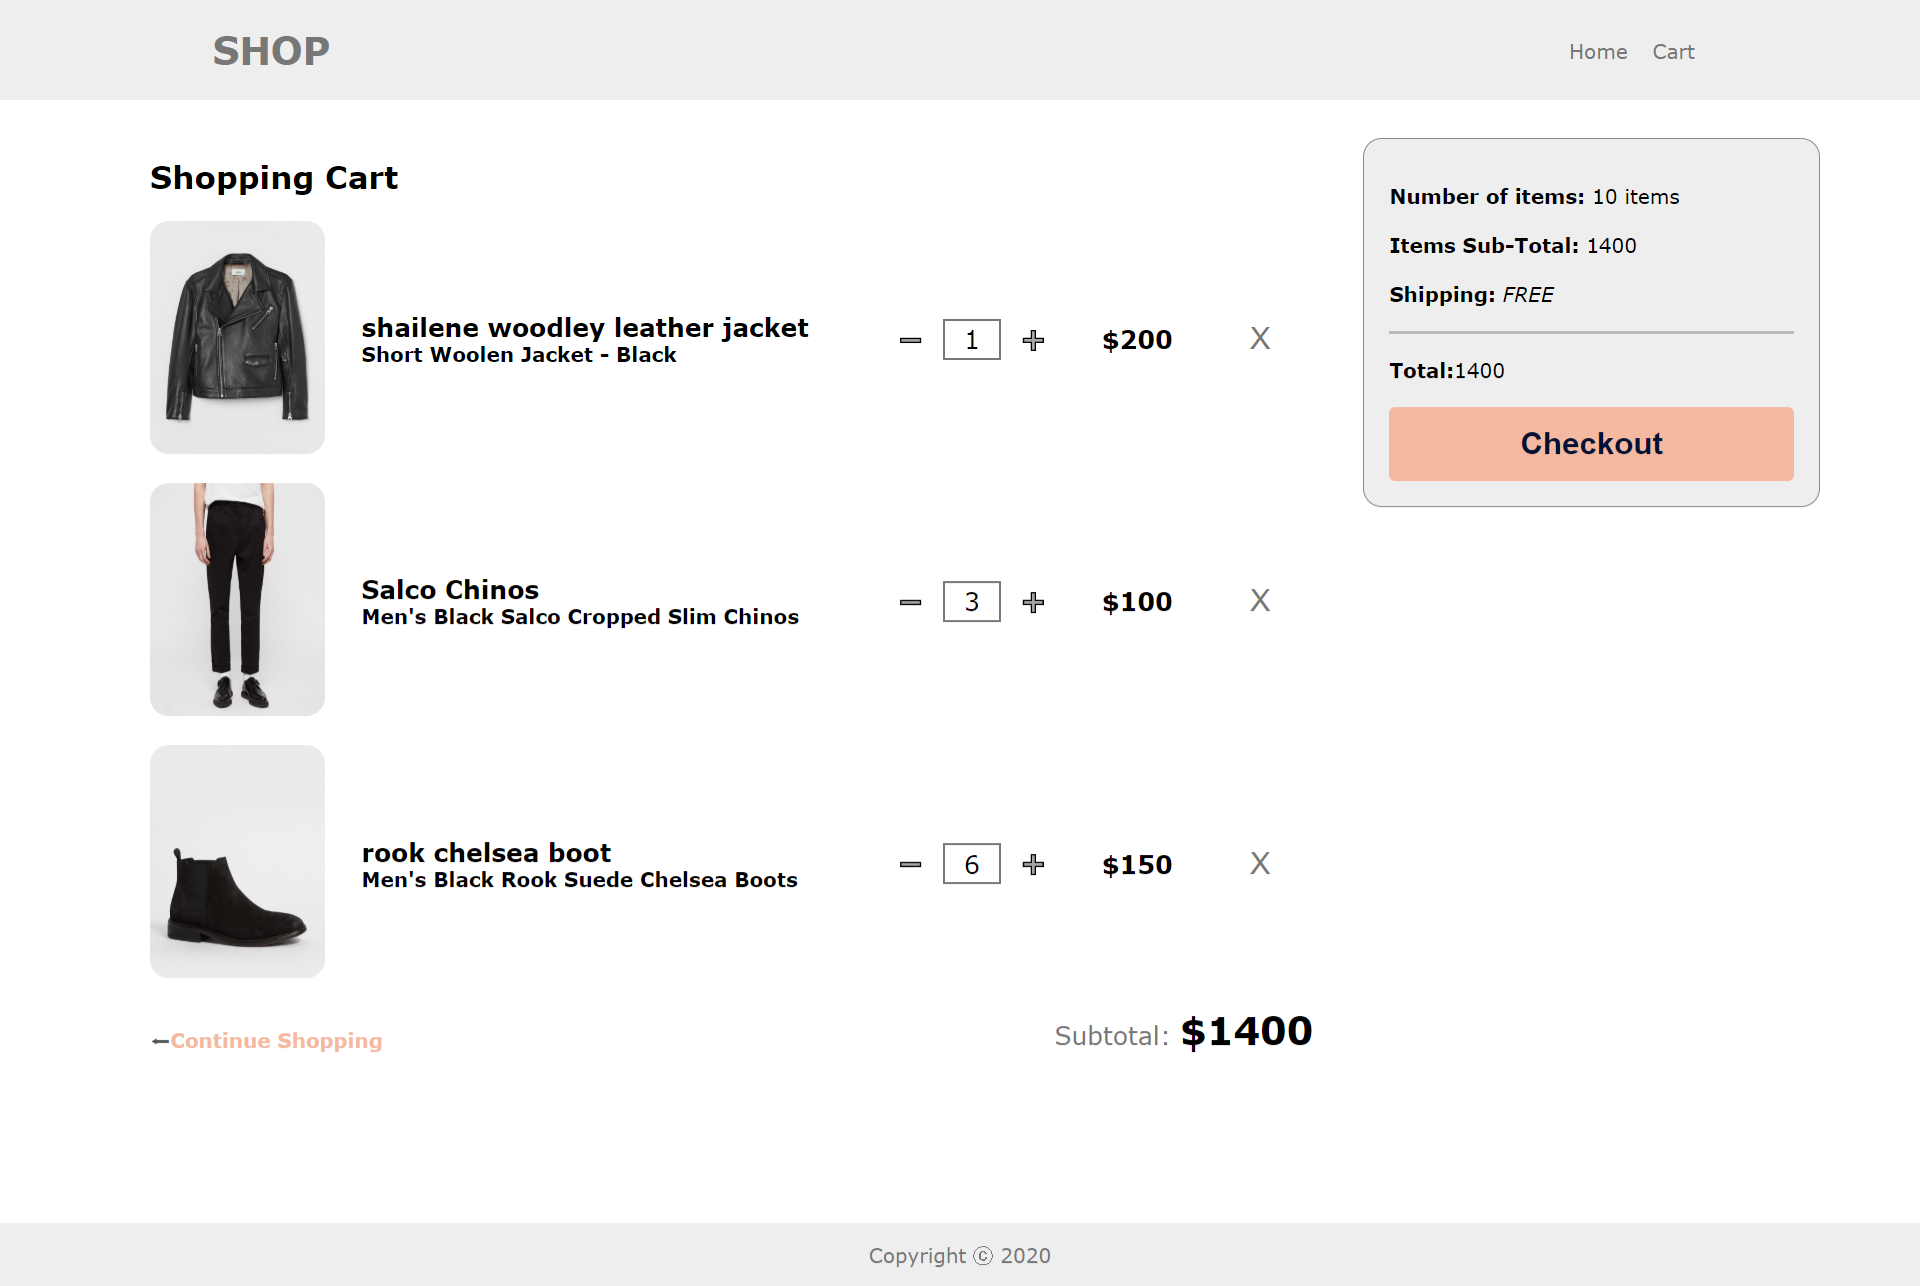 SHOP
Home Cart
Shopping Cart
shailene woodley leather jacket
Short Woolen Jacket - Black
1 $200 X
Salco Chinos
Men's Black Salco Cropped Slim Chinos
3 $100 X
rook chelsea boot
Men's Black Rook Suede Chelsea Boots
6 $150 X
←Continue Shopping
Subtotal: $1400
Number of items: 10 items
Items Sub-Total: 1400
Shipping: FREE
Total:1400
Checkout
Copyright © 2020